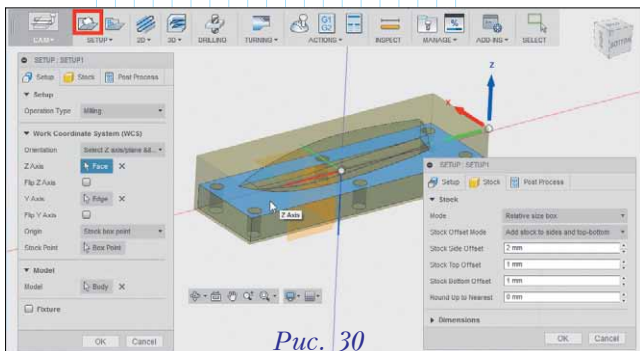 CAM
SETUP
2D
3D
DRILLING
TURNING
G1
G2
ACTIONS
INSPECT
MANAGE
ADD-INS
SELECT
BOTTOM
SETUP : SETUP1
Setup
Stock
Post Process
Setup
Operation Type
Milling
Work Coordinate System (WCS)
Orientation
Select Z axis/plane &X...
Z Axis
Face
Flip Z Axis
Y Axis
Edge
Flip Y Axis
Origin
Stock box point
Stock Point
Box Point
Model
Model
Body
Fixture
OK
Cancel
Z
X
Z Axis
SETUP : SETUP1
Setup
Stock
Post Process
Stock
Mode
Relative size box
Stock Offset Mode
Add stock to sides and top-bottom
Stock Side Offset
2 mm
Stock Top Offset
1 mm
Stock Bottom Offset
1 mm
Round Up to Nearest
0 mm
Dimensions
OK
Cancel
Рис. 30